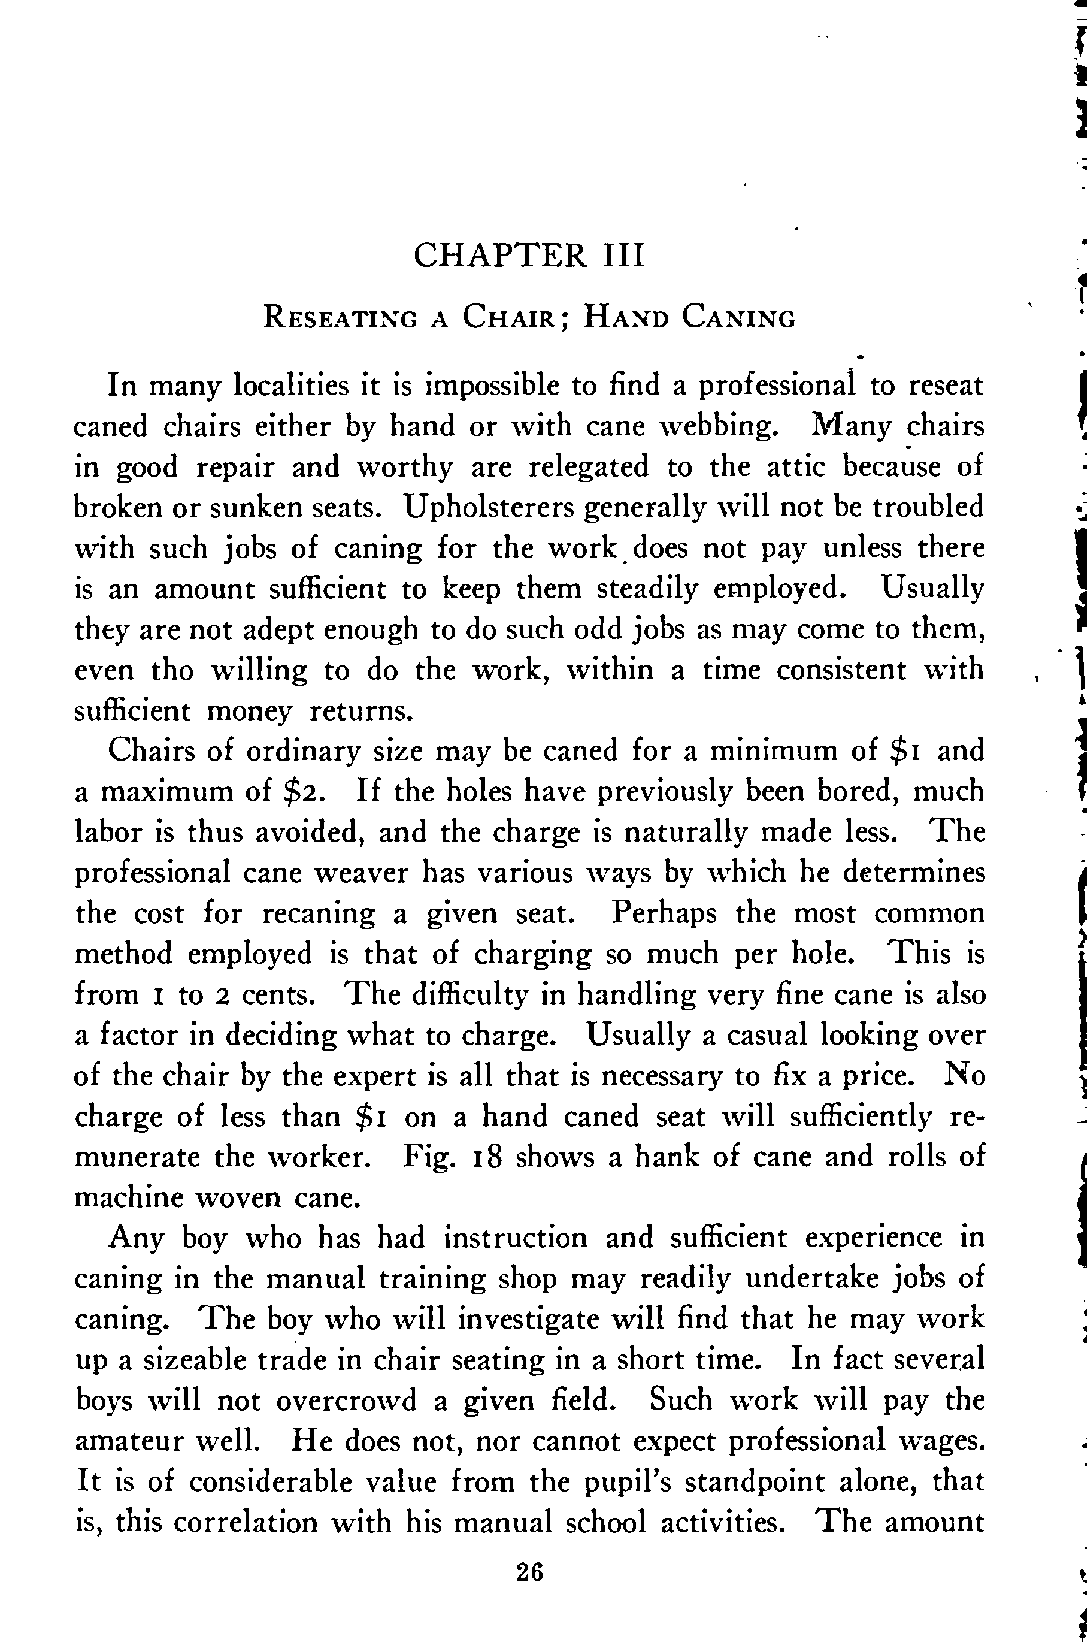 CHAPTER III
RESEATING A CHAIR; HAND CANING
In many localities it is impossible to find a professional to reseat
caned chairs either by hand or with cane webbing. Many chairs
in good repair and worthy are relegated to the attic because of
broken or sunken seats. Upholsterers generally will not be troubled
with such jobs of caning for the work does not pay unless there
is an amount sufficient to keep them steadily employed. Usually
they are not adept enough to do such odd jobs as may come to them,
even tho willing to do the work, within a time consistent with
sufficient money returns.
Chairs of ordinary size may be caned for a minimum of $1 and
a maximum of $2. If the holes have previously been bored, much
labor is thus avoided, and the charge is naturally made less. The
professional cane weaver has various ways by which he determines
the cost for recaning a given seat. Perhaps the most common
method employed is that of charging so much per hole. This is
from 1 to 2 cents. The difficulty in handling very fine cane is also
a factor in deciding what to charge. Usually a casual looking over
of the chair by the expert is all that is necessary to fix a price. No
charge of less than $1 on a hand caned seat will sufficiently re-
munerate the worker. Fig. 18 shows a hank of cane and rolls of
machine woven cane.
Any boy who has had instruction and sufficient experience in
caning in the manual training shop may readily undertake jobs of
caning. The boy who will investigate will find that he may work
up a sizeable trade in chair seating in a short time. In fact several
boys will not overcrowd a given field. Such work will pay the
amateur well. He does not, nor cannot expect professional wages.
It is of considerable value from the pupil's standpoint alone, that
is, this correlation with his manual school activities. The amount
26